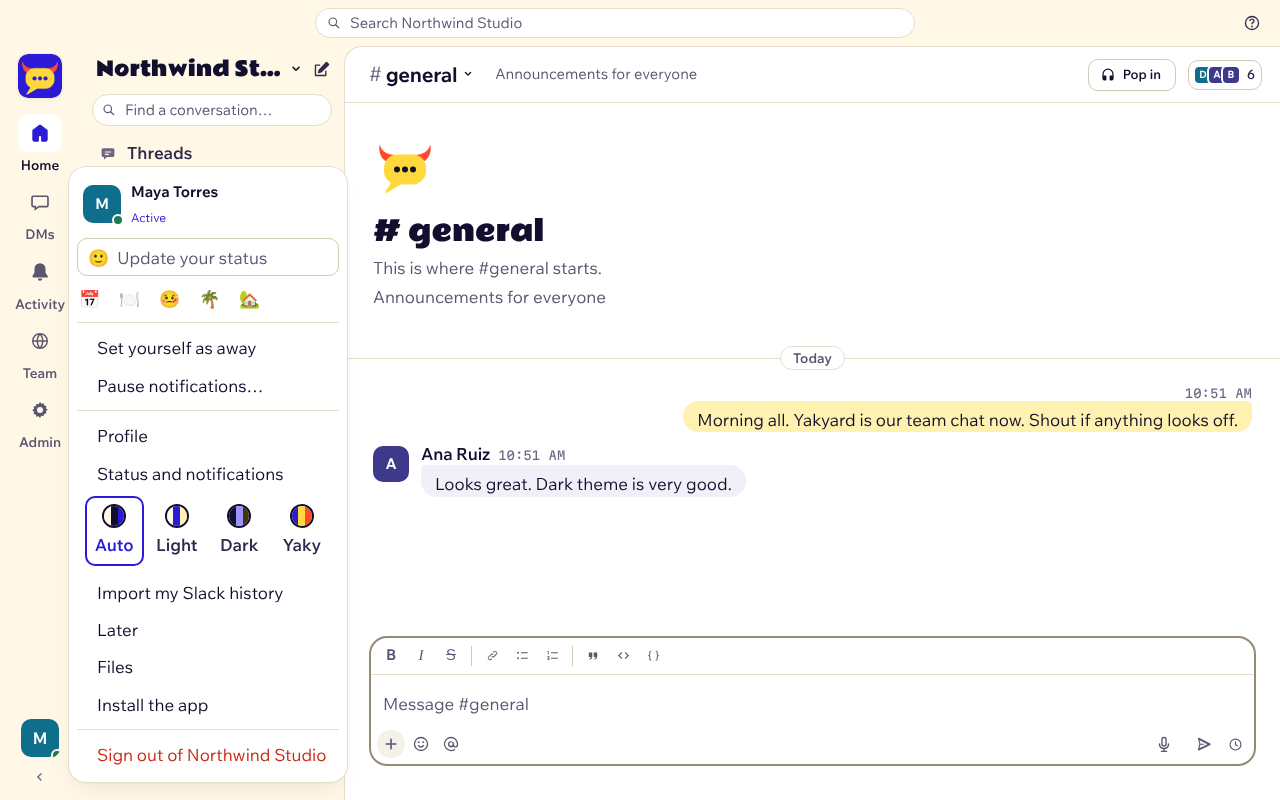 Search Northwind Studio
Northwind St...
Find a conversation…
Threads
Home
DMs
Activity
Team
Admin
M
Maya Torres
Active
M
Update your status
Set yourself as away
Pause notifications…
Profile
Status and notifications
Auto Light Dark Yaky
Import my Slack history
Later
Files
Install the app
Sign out of Northwind Studio
# general
Announcements for everyone
Pop in
D A B 6
# general
This is where #general starts.
Announcements for everyone
Today
10:51 AM
Morning all. Yakyard is our team chat now. Shout if anything looks off.
A
Ana Ruiz 10:51 AM
Looks great. Dark theme is very good.
B I S
Message #general